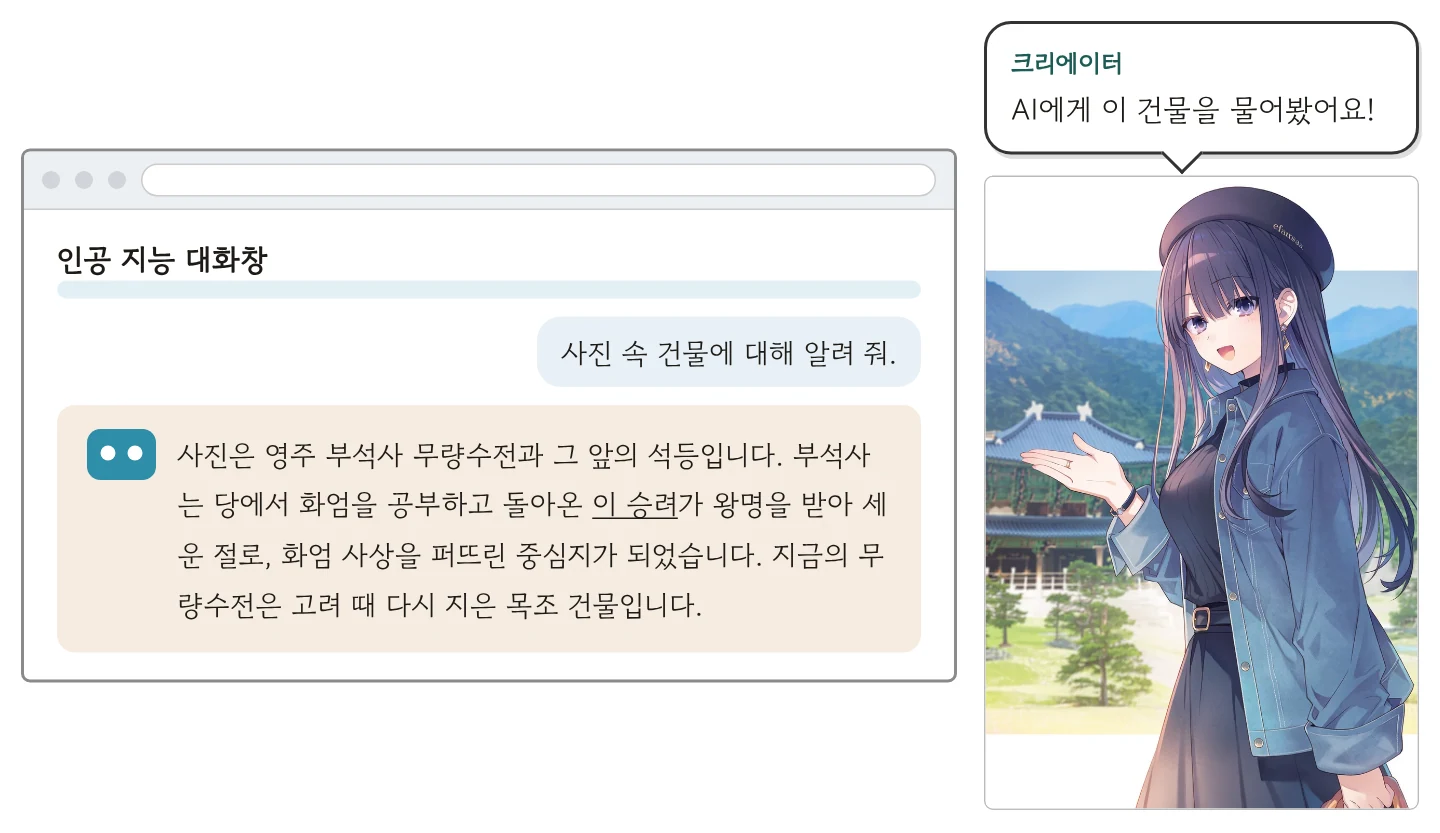 크리에이터
AI에게 이 건물을 물어봤어요!
인공 지능 대화창
사진 속 건물에 대해 알려 줘.
사진은 영주 부석사 무량수전과 그 앞의 석등입니다. 부석사
는 당에서 화엄을 공부하고 돌아온 이 승려가 왕명을 받아 세
운 절로, 화엄 사상을 퍼뜨린 중심지가 되었습니다. 지금의 무
량수전은 고려 때 다시 지은 목조 건물입니다.